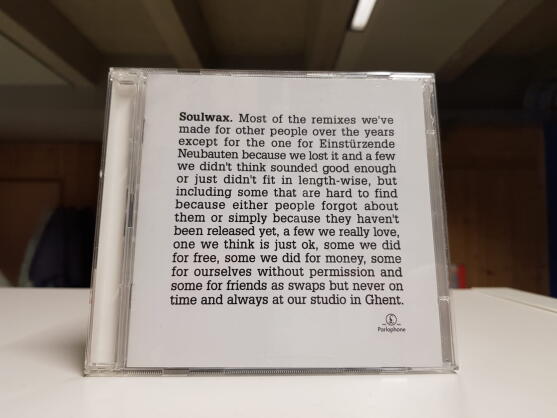 Soulwax. Most of the remixes we've
made for other people over the years
except for the one for Einstürzende
Neubauten because we lost it and a few
we didn't think sounded good enough
or just didn't fit in length-wise, but
including some that are hard to find
because either people forgot about
them or simply because they haven't
been released yet, a few we really love,
one we think is just ok, some we did
for free, some we did for money, some
for ourselves without permission and
some for friends as swaps but never on
time and always at our studio in Ghent.
Parlophone